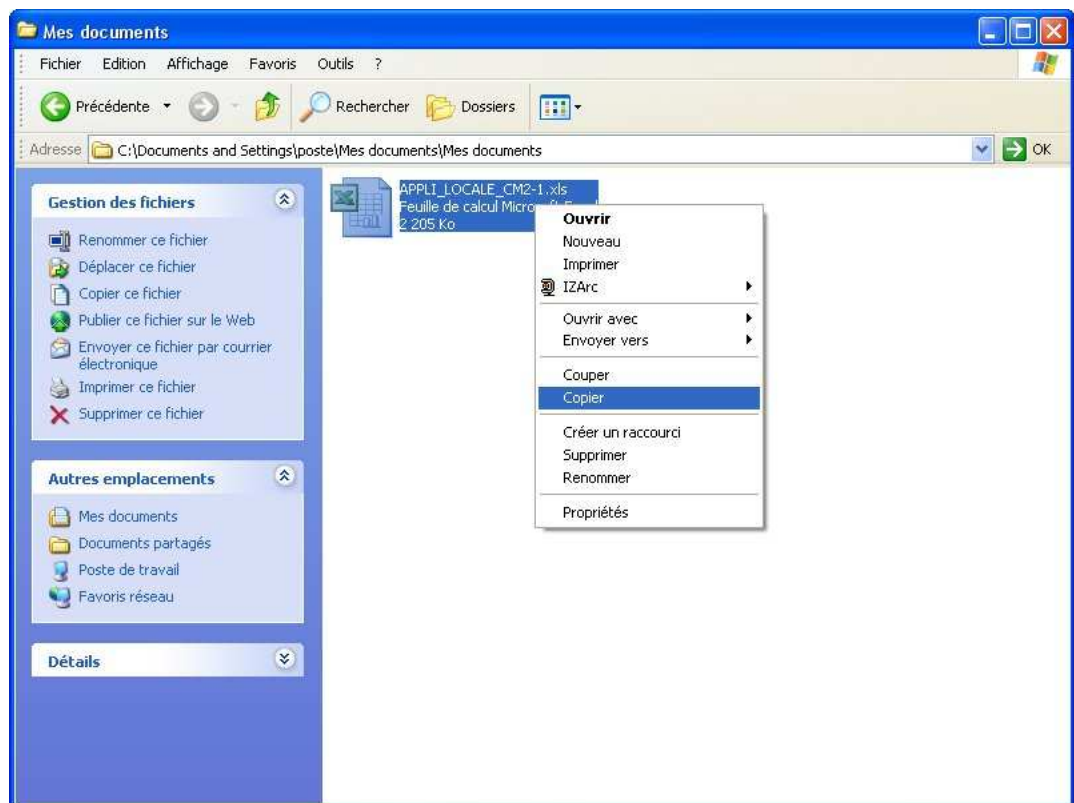 Mes documents
Fichier Edition Affichage Favoris Outils ?
Précédente Rechercher Dossiers
Adresse C:\Documents and Settings\poste\Mes documents\Mes documents OK
Gestion des fichiers
Renommer ce fichier
Déplacer ce fichier
Copier ce fichier
Publier ce fichier sur le Web
Envoyer ce fichier par courrier
électronique
Imprimer ce fichier
Supprimer ce fichier
Autres emplacements
Mes documents
Documents partagés
Poste de travail
Favoris réseau
Détails
APPLI_LOCALE_CM2-1.xls
Feuille de calcul
2 205 Ko
Ouvrir
Nouveau
Imprimer
IZArc
Ouvrir avec
Envoyer vers
Couper
Copier
Créer un raccourci
Supprimer
Renommer
Propriétés